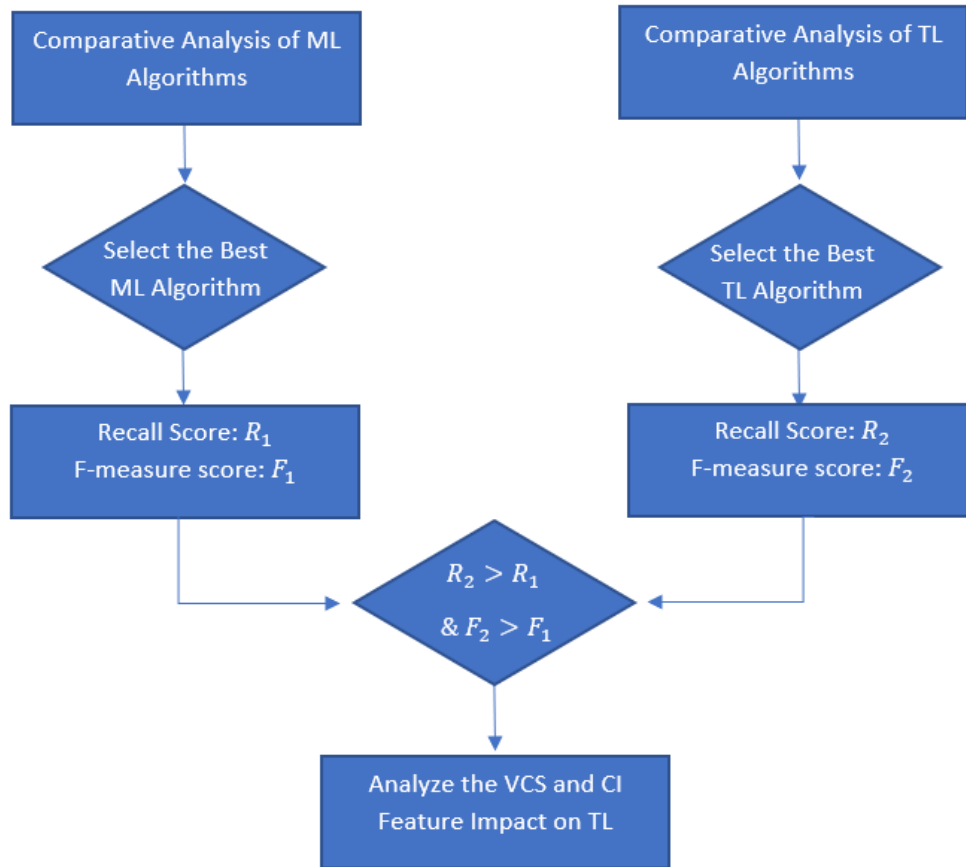 Comparative Analysis of ML
Algorithms
Comparative Analysis of TL
Algorithms
Select the Best
ML Algorithm
Select the Best
TL Algorithm
Recall Score: R₁
F-measure score: F₁
Recall Score: R₂
F-measure score: F₂
R₂ > R₁
& F₂ > F₁
Analyze the VCS and CI
Feature Impact on TL